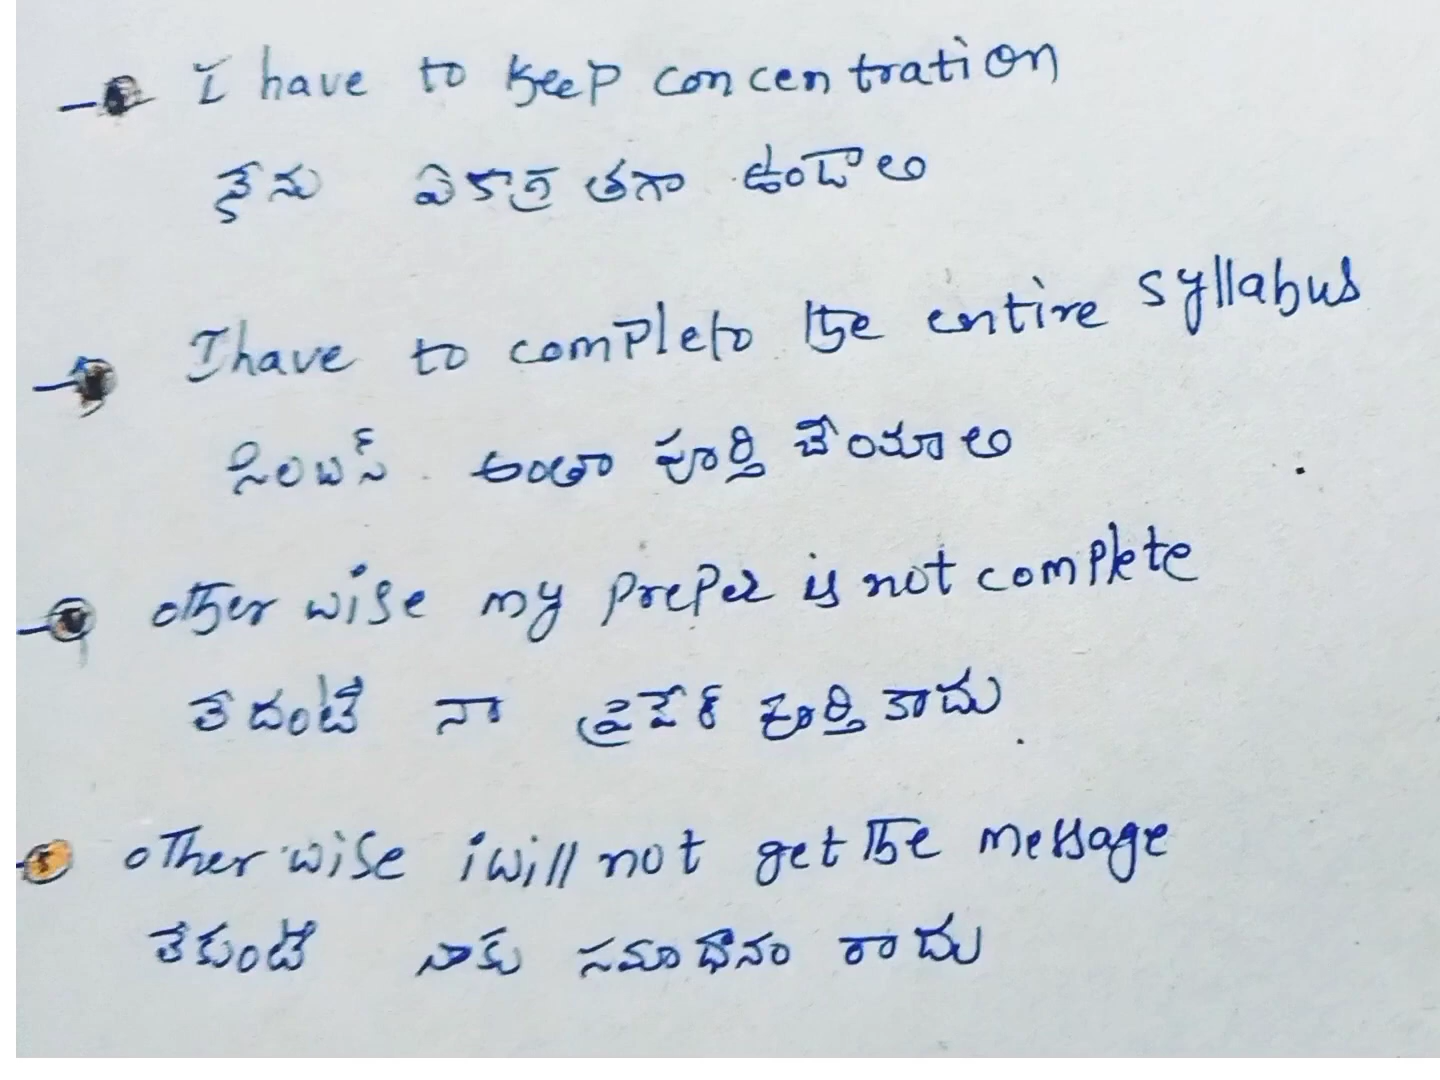 I have to keep concentration
నేను ఏకాగ్రతగా ఉండాలి
I have to complete the entire syllabus
సిలబస్ అంతా పూర్తి చేయాలి
other wise my preper is not complete
లేదంటే నా ప్రిపేర్ పూర్తి కాదు
other wise i will not get the message
లేకుంటే నాకు సమాధానం రాదు